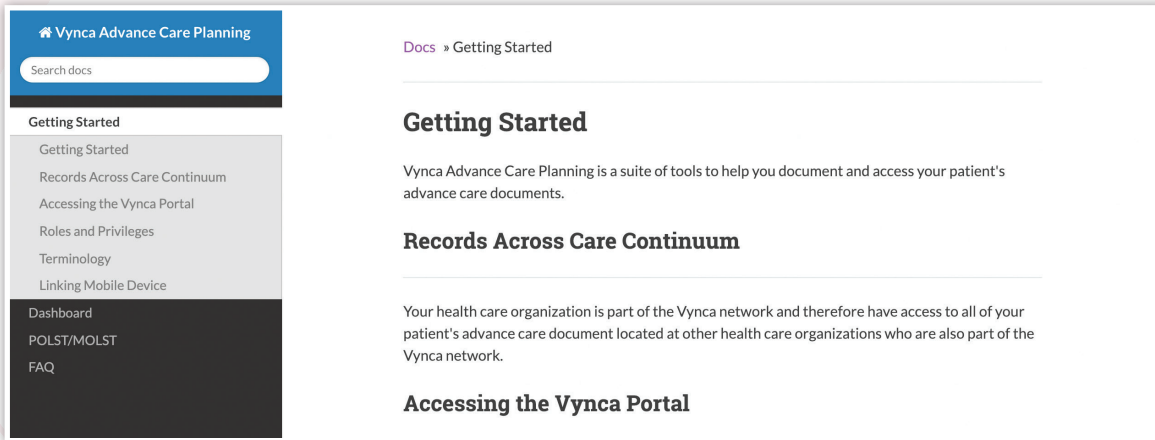 Vynca Advance Care Planning
Search docs
Getting Started
Getting Started
Records Across Care Continuum
Accessing the Vynca Portal
Roles and Privileges
Terminology
Linking Mobile Device
Dashboard
POLST/MOLST
FAQ
Docs » Getting Started
Getting Started
Vynca Advance Care Planning is a suite of tools to help you document and access your patient's
advance care documents.
Records Across Care Continuum
Your health care organization is part of the Vynca network and therefore have access to all of your
patient's advance care document located at other health care organizations who are also part of the
Vynca network.
Accessing the Vynca Portal